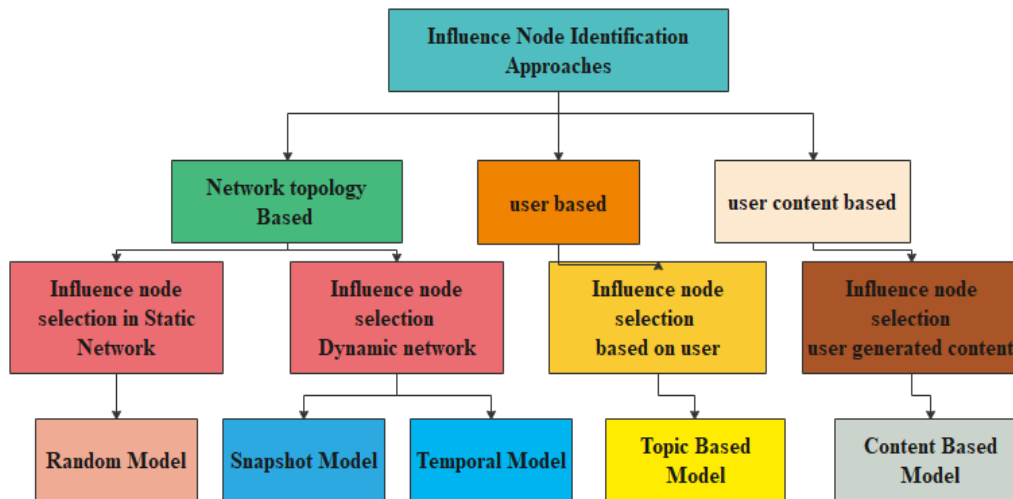 Influence Node Identification
Approaches
Network topology
Based
user based
user content based
Influence node
selection in Static
Network
Influence node
selection
Dynamic network
Influence node
selection
based on user
Influence node
selection
user generated content
Random Model
Snapshot Model
Temporal Model
Topic Based
Model
Content Based
Model